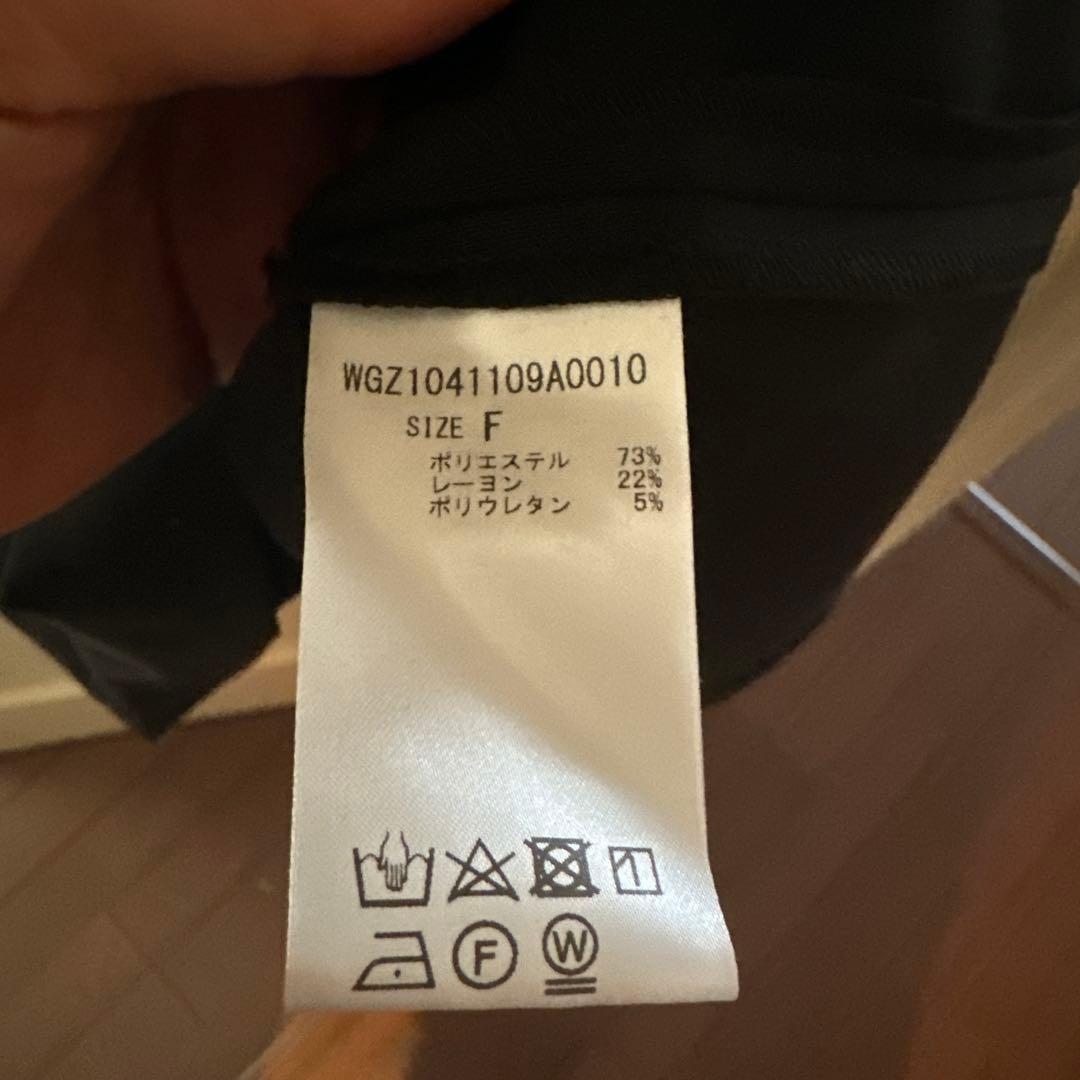 WGZ1041109A0010
SIZE F
ポリエステル 73%
レーヨン 22%
ポリウレタン 5%
F W